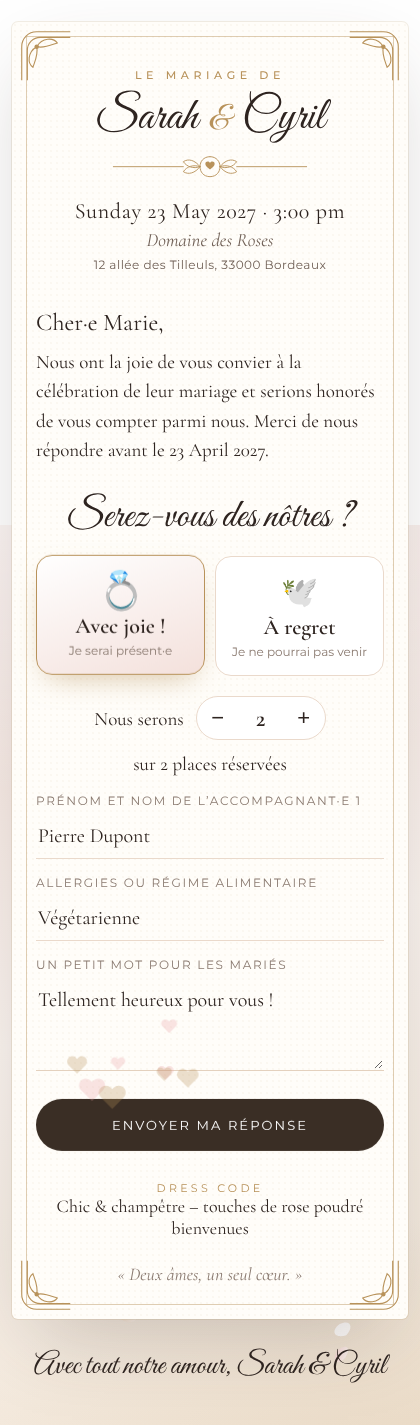 LE MARIAGE DE
Sarah & Cyril
Sunday 23 May 2027 · 3:00 pm
Domaine des Roses
12 allée des Tilleuls, 33000 Bordeaux
Cher·e Marie,
Nous ont la joie de vous convier à la
célébration de leur mariage et serions honorés
de vous compter parmi nous. Merci de nous
répondre avant le 23 April 2027.
Serez-vous des nôtres ?
Avec joie !
Je serai présent·e
À regret
Je ne pourrai pas venir
Nous serons − 2 +
sur 2 places réservées
PRÉNOM ET NOM DE L'ACCOMPAGNANT·E 1
Pierre Dupont
ALLERGIES OU RÉGIME ALIMENTAIRE
Végétarienne
UN PETIT MOT POUR LES MARIÉS
Tellement heureux pour vous !
ENVOYER MA RÉPONSE
DRESS CODE
Chic & champêtre – touches de rose poudré
bienvenues
« Deux âmes, un seul cœur. »
Avec tout notre amour, Sarah & Cyril